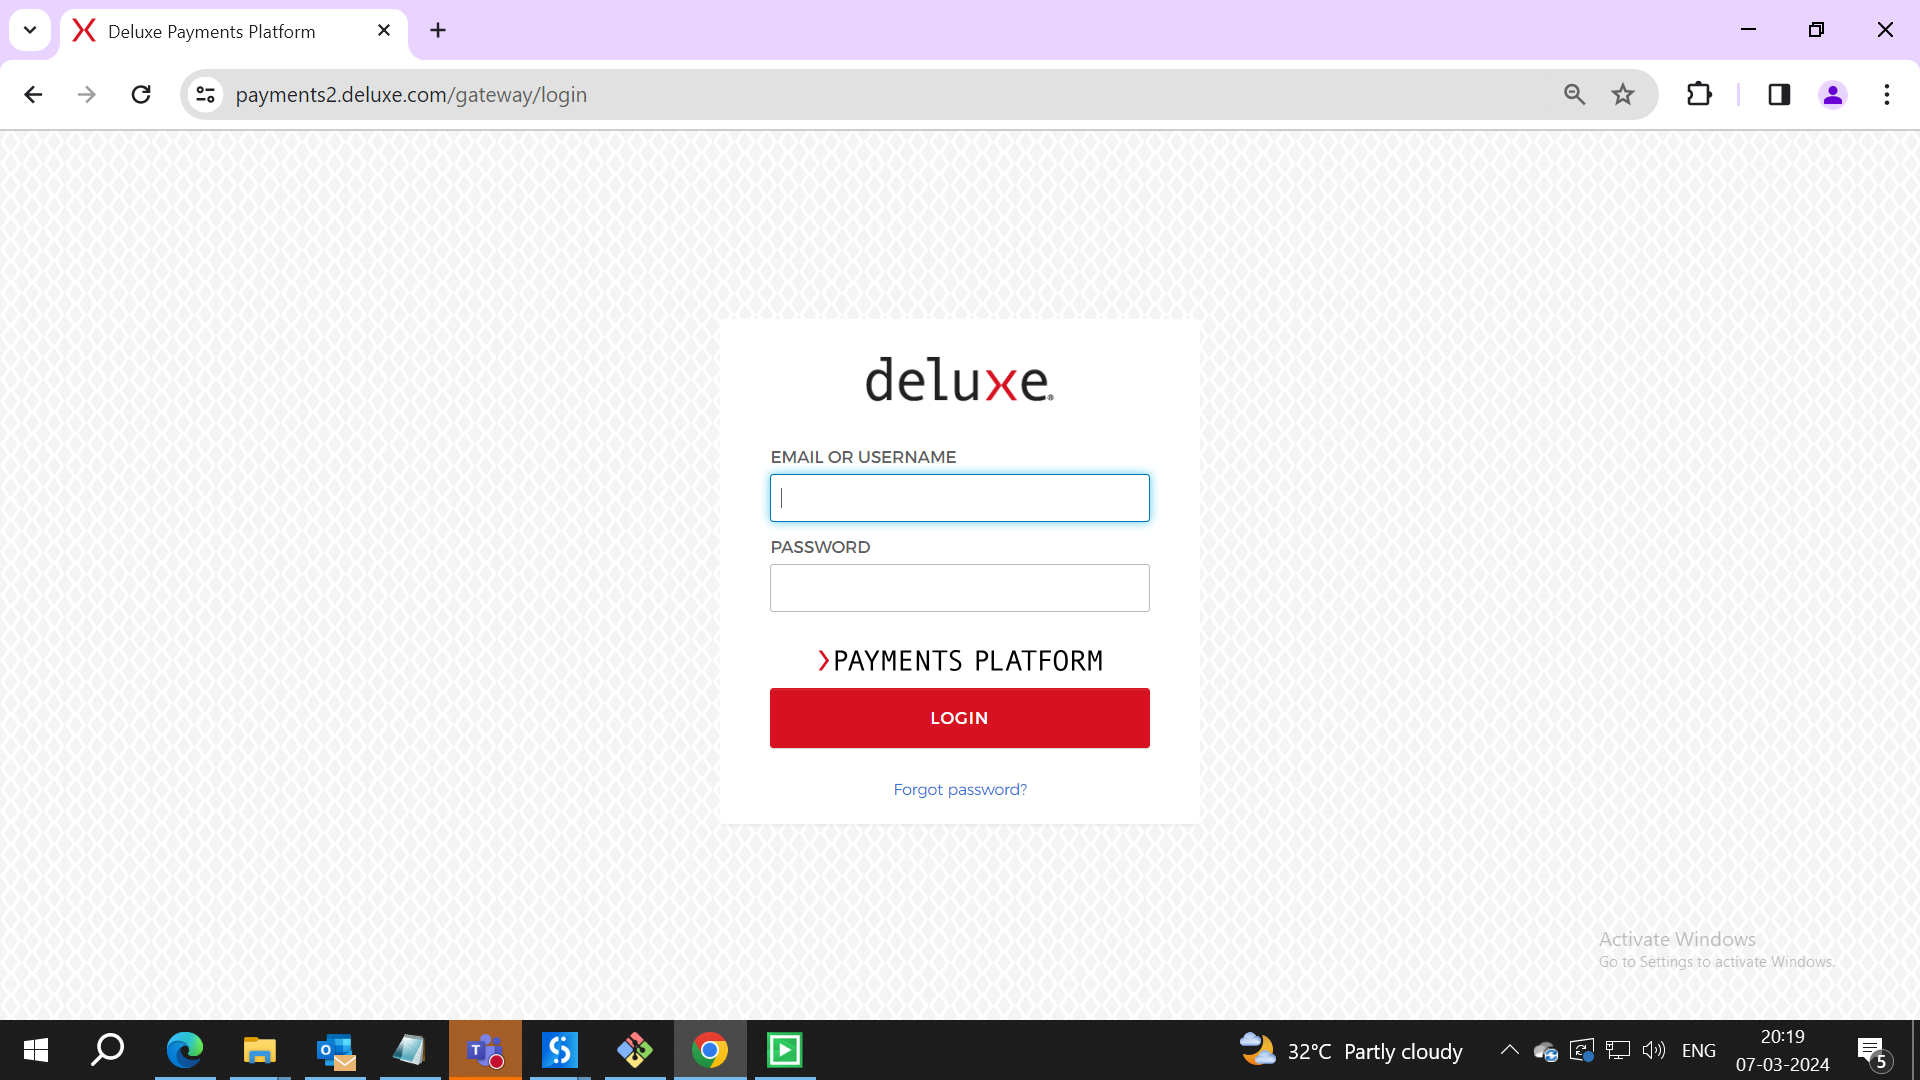 Deluxe Payments Platform
payments2.deluxe.com/gateway/login
deluxe®
EMAIL OR USERNAME
PASSWORD
PAYMENTS PLATFORM
LOGIN
Forgot password?
Activate Windows
Go to Settings to activate Windows.
32°C Partly cloudy
ENG
20:19
07-03-2024
5